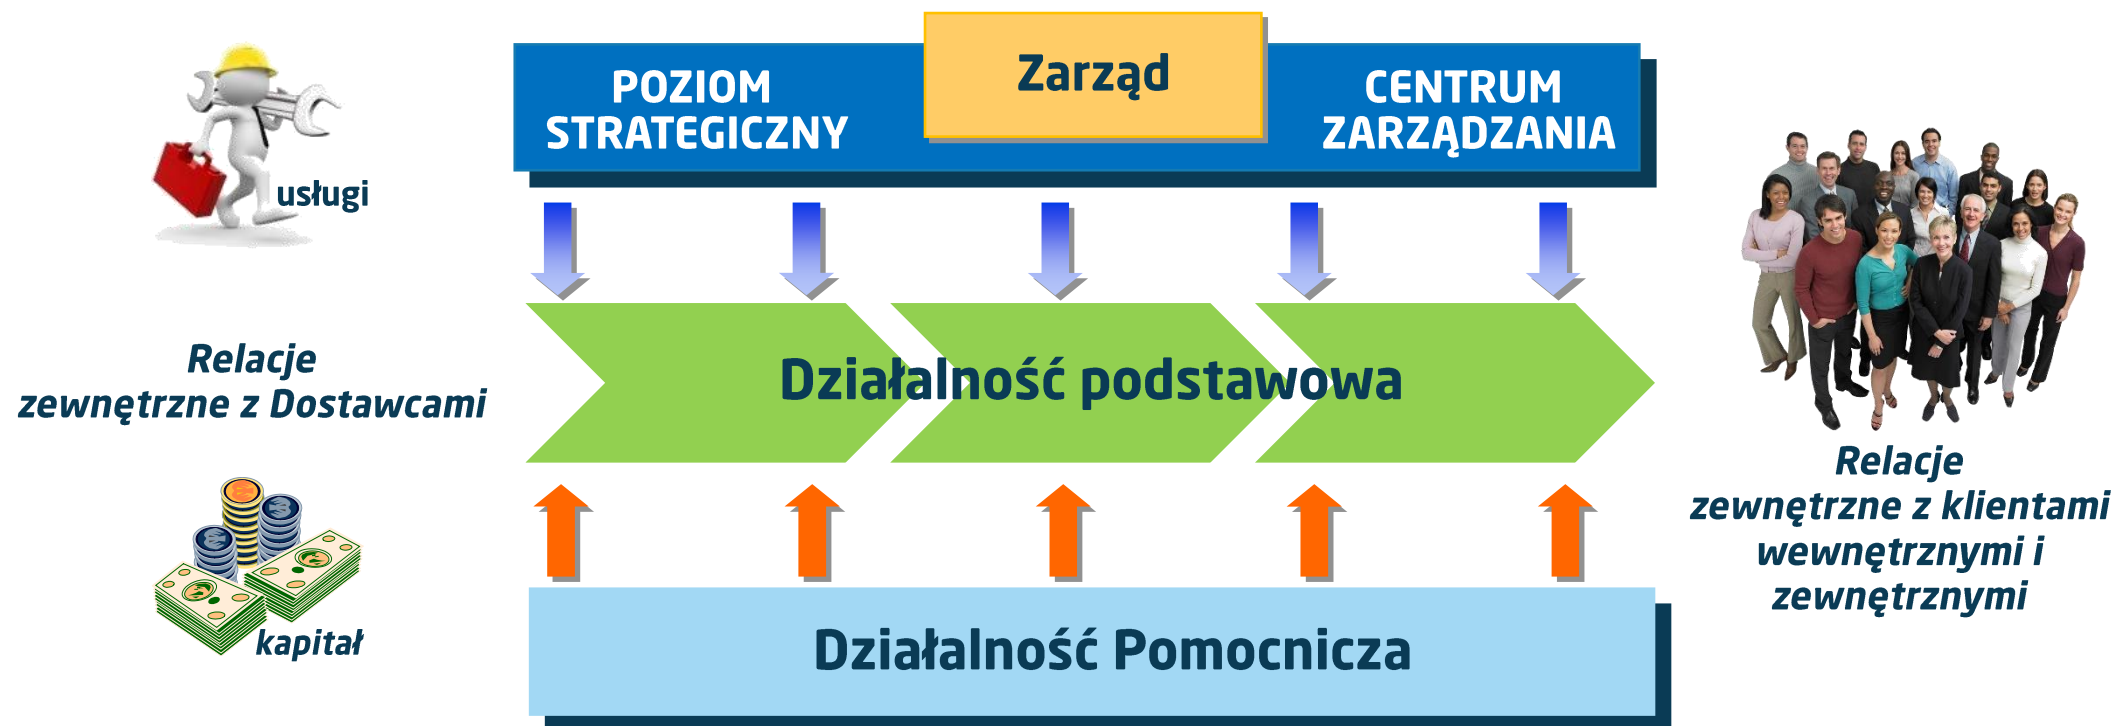 POZIOM
STRATEGICZNY
Zarząd
CENTRUM
ZARZĄDZANIA
usługi
Relacje
zewnętrzne z Dostawcami
kapitał
Działalność podstawowa
Działalność Pomocnicza
Relacje
zewnętrzne z klientami
wewnętrznymi i
zewnętrznymi